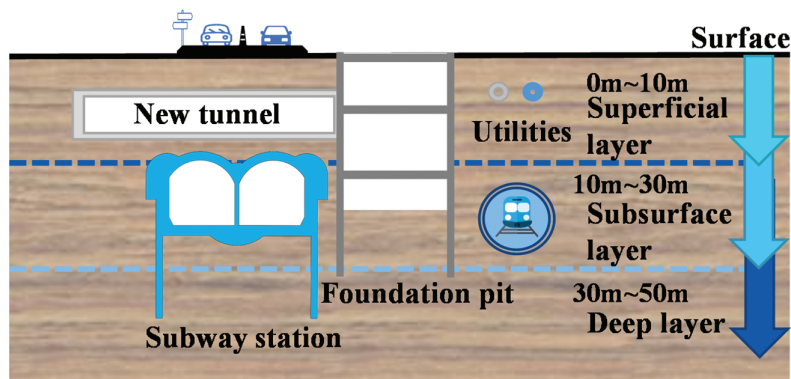 Surface
0m~10m
Superficial
layer
New tunnel
Utilities
10m~30m
Subsurface
layer
Foundation pit
30m~50m
Deep layer
Subway station